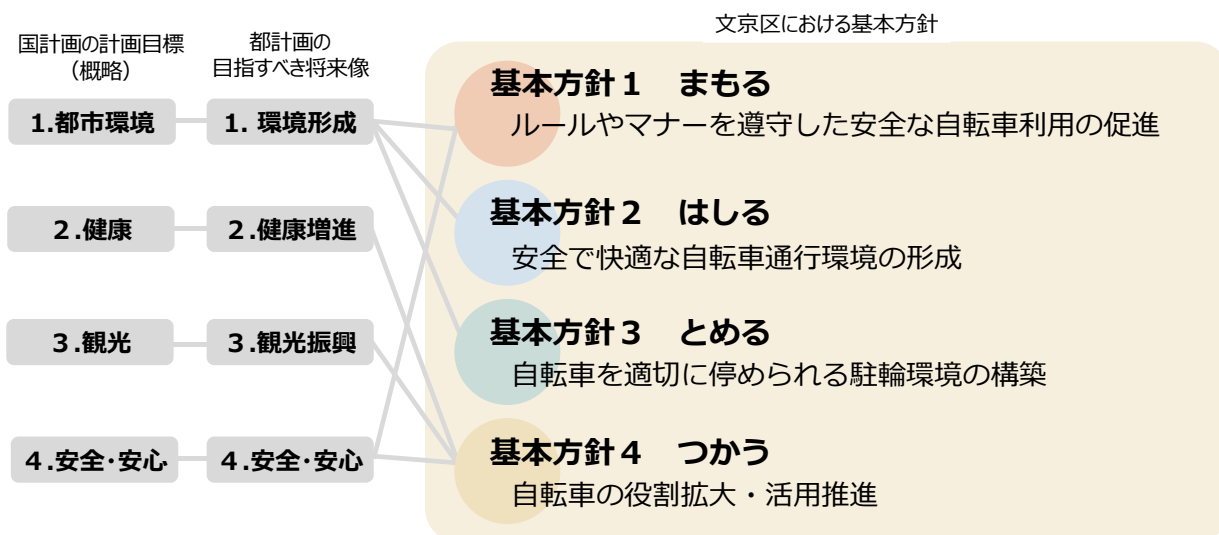 文京区における基本方針
国計画の計画目標
(概略)
都計画の
目指すべき将来像
1.都市環境
1. 環境形成
２.健康
２.健康増進
３.観光
３.観光振興
４.安全・安心
４.安全・安心
基本方針１　まもる
ルールやマナーを遵守した安全な自転車利用の促進
基本方針２　はしる
安全で快適な自転車通行環境の形成
基本方針３　とめる
自転車を適切に停められる駐輪環境の構築
基本方針４　つかう
自転車の役割拡大・活用推進